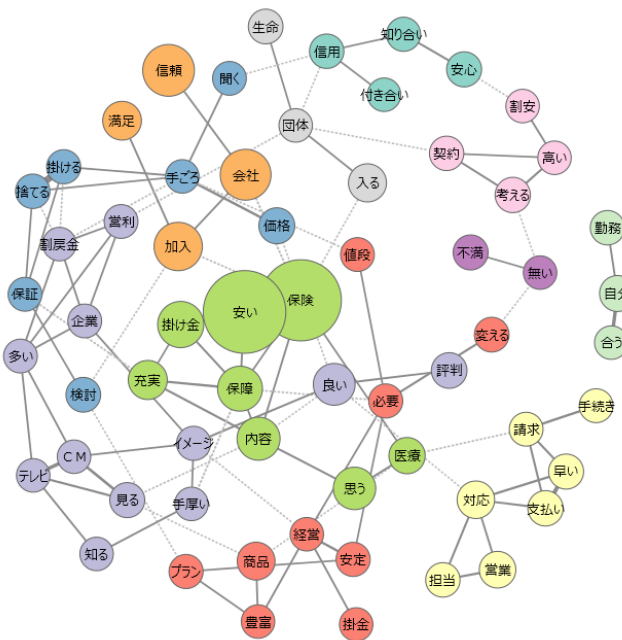 生命
信用
知り合い
信頼
聞く
安心
付き合い
割安
満足
団体
契約
高い
掛ける
手ごろ
会社
入る
捨てる
考える
営利
価格
勤務
割戻金
加入
値段
不満
無い
保証
自分
保険
安い
企業
掛け金
変える
合う
多い
評判
充実
保障
良い
検討
必要
手続き
請求
内容
イメージ
CM
医療
テレビ
早い
思う
見る
手厚い
対応
支払い
経営
知る
商品
安定
プラン
営業
担当
豊富
掛金